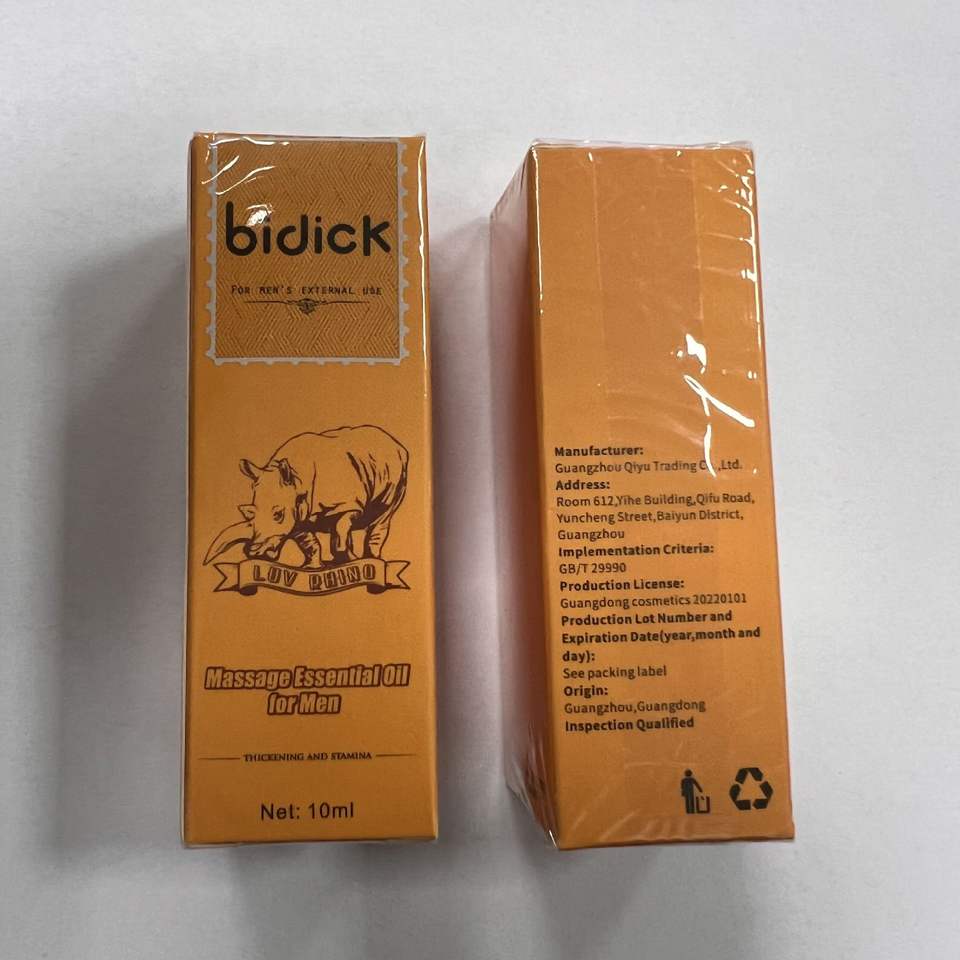 bidick
FOR MEN'S EXTERNAL USE
LUV RHINO
Massage Essential Oil
for Men
THICKENING AND STAMINA
Net: 10ml
Manufacturer:
Guangzhou Qiyu Trading Co.,Ltd.
Address:
Room 612,Yihe Building,Qifu Road,
Yuncheng Street,Baiyun District,
Guangzhou
Implementation Criteria:
GB/T 29990
Production License:
Guangdong cosmetics 20220101
Production Lot Number and
Expiration Date(year,month and
day):
See packing label
Origin:
Guangzhou,Guangdong
Inspection Qualified